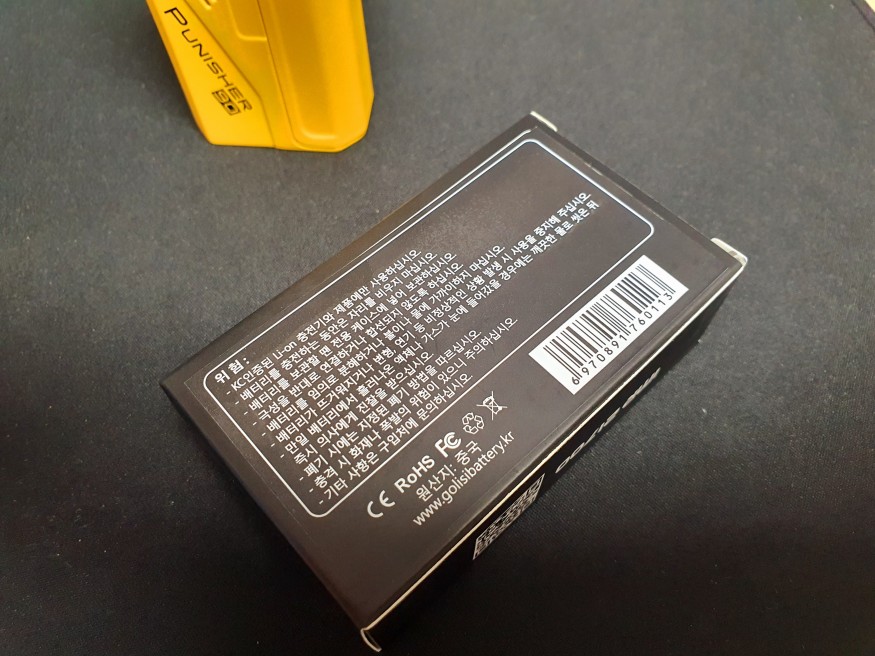 PUNISHER
90
위 험 :
- KC인증된 Li-on 충전기와 제품에만 사용하십시오.
- 배터리를 충전하는 동안은 자리를 비우지 마십시오.
- 배터리를 보관할 땐 전용 케이스에 넣어 보관하십시오.
- 극성을 반대로 연결하거나 합선되지 않도록 하십시오.
- 배터리를 임의로 분해하거나, 불이나 물에 가까이하지 마십시오.
- 배터리가 뜨거워지거나 변형, 연기 등 비정상적인 상황 발생 시 사용을 중지해 주십시오
- 만일 배터리에서 흘러나온 액체나 가스가 눈에 들어갔을 경우에는 깨끗한 물로 씻은 뒤
즉시 의사에게 진찰을 받으십시오.
- 폐기 시에는 지정된 폐기 방법을 따르십시오.
- 충격 시 화재나 폭발의 위험이 있으니 주의하십시오.
- 기타 사항은 구입처에 문의하십시오.
CE RoHS FC
원산지: 중국
www.golisibattery.kr
6 970891 760113